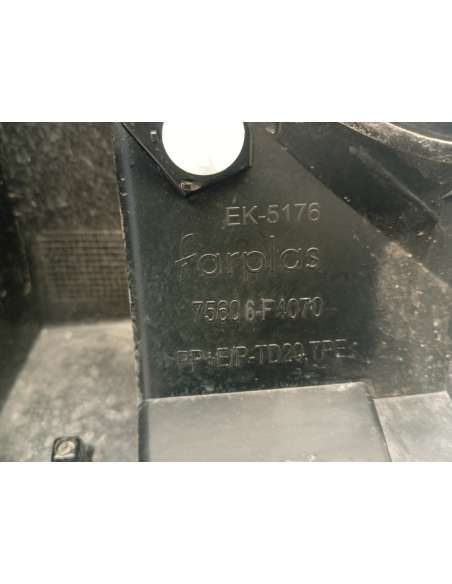 EK-5176
farplas
75606-F4070
PP+E/P-TD20,TPE